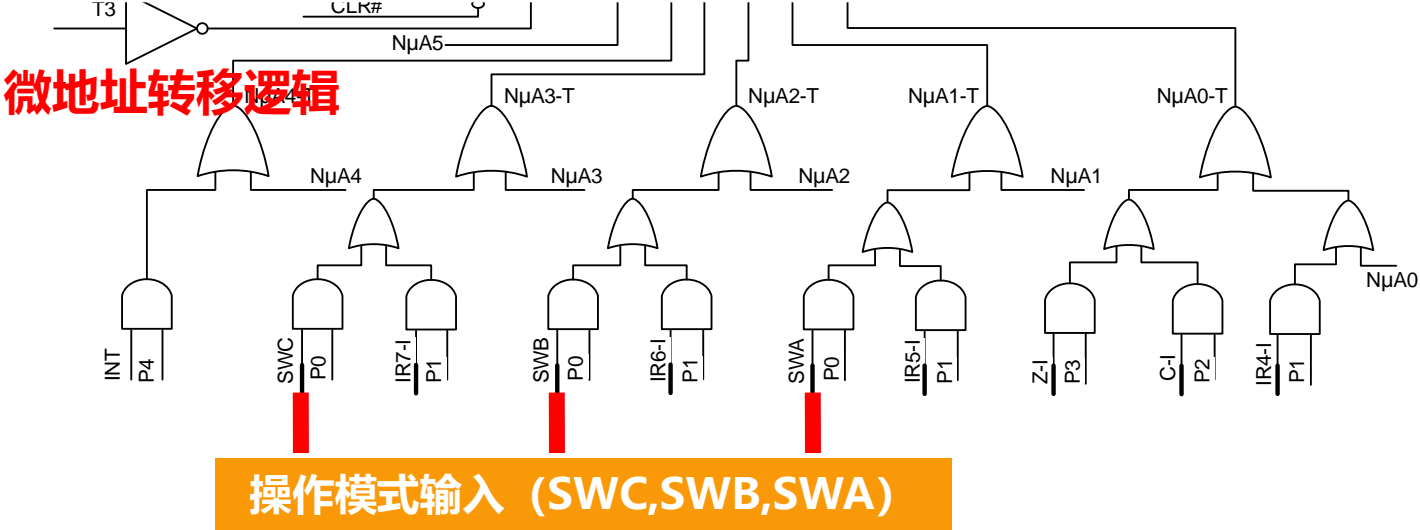 T3
CLR#
NμA5
微地址转移逻辑
NμA4-T
NμA3-T
NμA2-T
NμA1-T
NμA0-T
NμA4
NμA3
NμA2
NμA1
NμA0
INT
P4
SWC
P0
IR7-I
P1
SWB
P0
IR6-I
P1
SWA
P0
IR5-I
P1
Z-I
P3
C-I
P2
IR4-I
P1
操作模式输入（SWC,SWB,SWA）